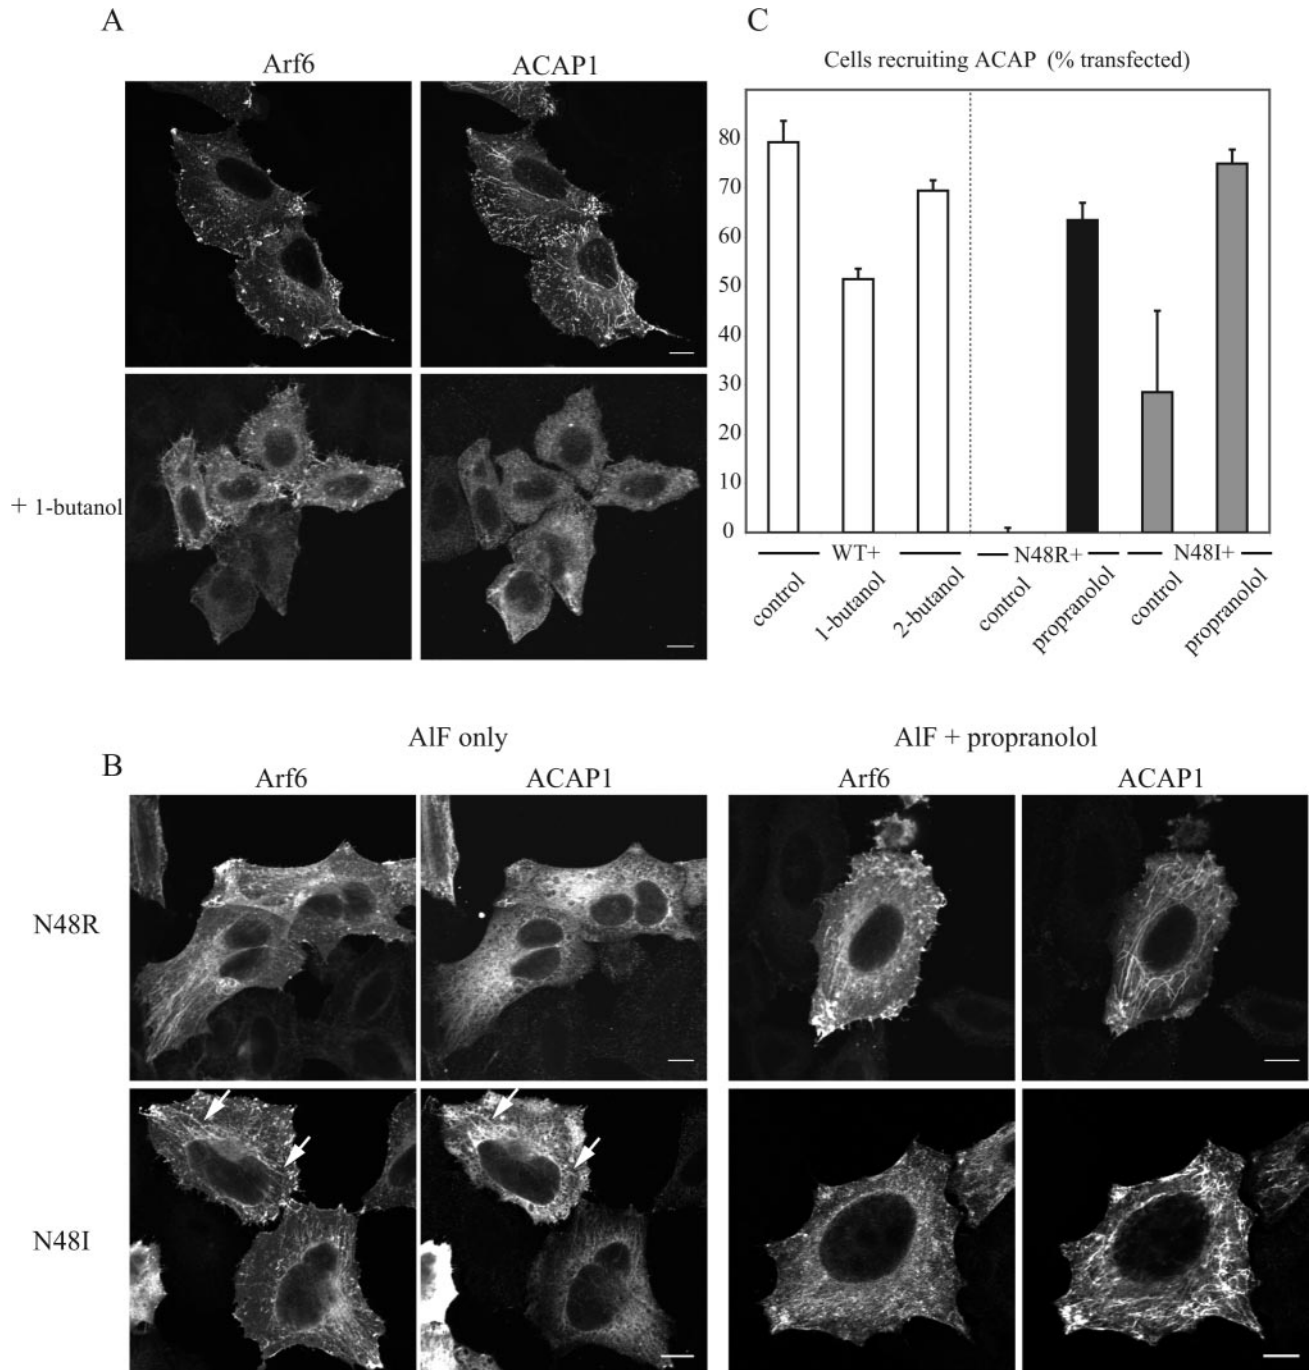 A
Arf6 ACAP1
+ 1-butanol
C
Cells recruiting ACAP (% transfected)
80
70
60
50
40
30
20
10
0
WT+ N48R+ N48I+
control 1-butanol 2-butanol control propranolol control propranolol
B
AlF only AlF + propranolol
Arf6 ACAP1 Arf6 ACAP1
N48R
N48I